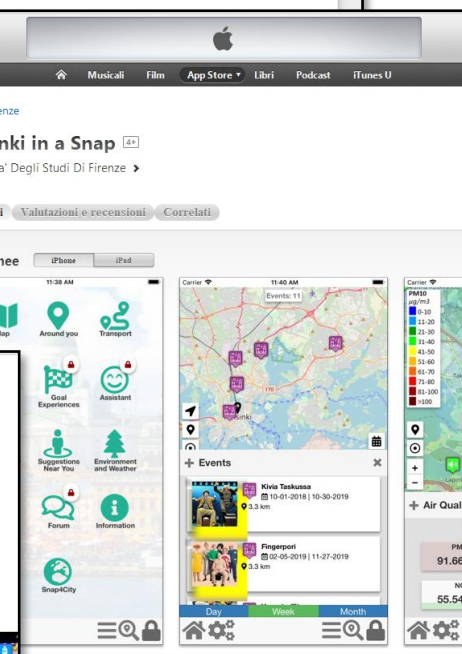 Musicali Film App Store Libri Podcast iTunes U
enze
nki in a Snap 4+
a' Degli Studi Di Firenze
i Valutazioni e recensioni Correlati
nee iPhone iPad
11:38 AM
ap Around you Transport
Goal Experiences Assistant
Suggestions Near You Environment and Weather
Forum Information
Snap4City
Carrier 11:40 AM
Events: 11
170
sinki
+ Events
Kivia Taskussa
10-01-2018 | 10-30-2019
3.3 km
Fingerpori
02-05-2019 | 11-27-2019
3.3 km
Day Week Month
Carrier
PM10
µg/m3
0-10
11-20
21-30
31-40
41-50
51-60
61-70
71-80
81-100
>100
+
−
+ Air Qual
PM
91.66
NO
55.54